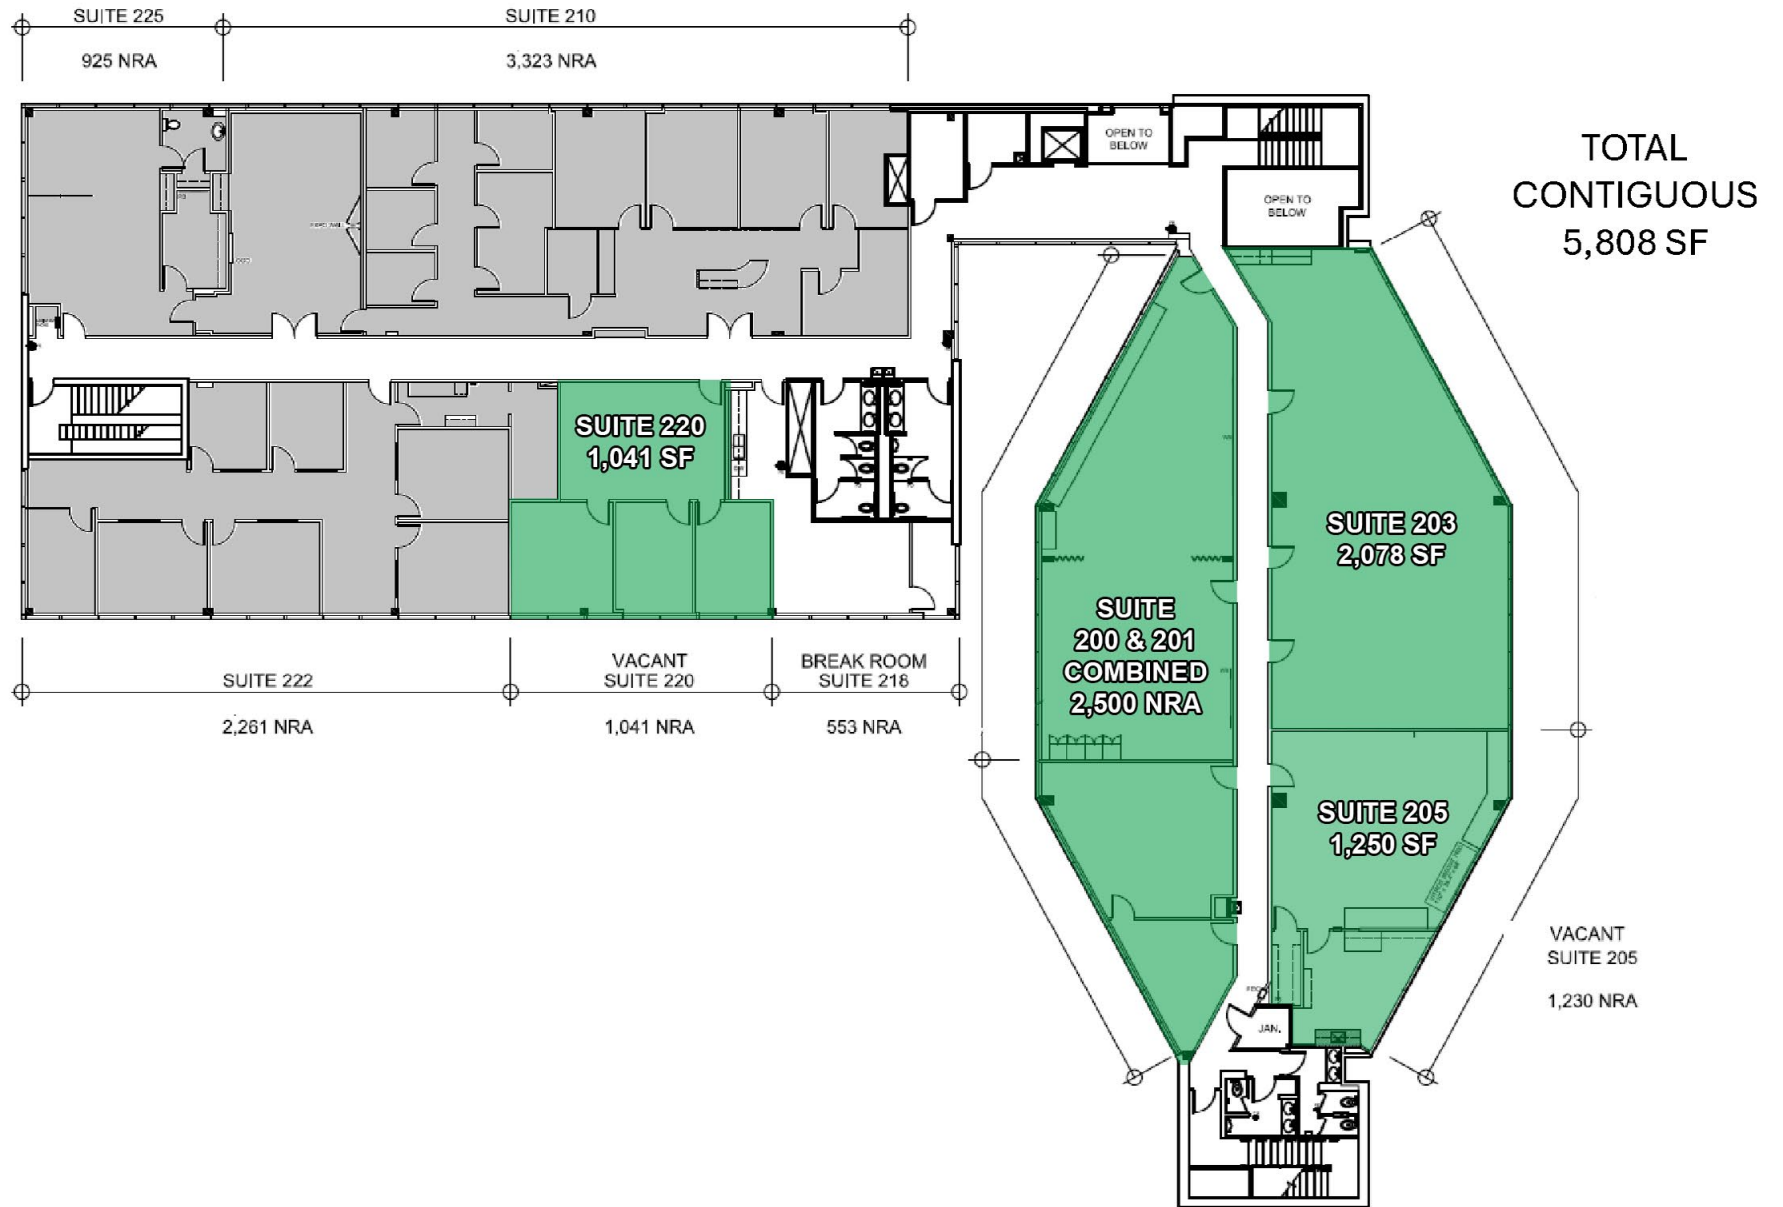 SUITE 225
925 NRA
SUITE 210
3,323 NRA
TOTAL
CONTIGUOUS
5,808 SF
OPEN TO
BELOW
OPEN TO
BELOW
SUITE 220
1,041 SF
SUITE 222
2,261 NRA
VACANT
SUITE 220
1,041 NRA
BREAK ROOM
SUITE 218
553 NRA
SUITE
200 & 201
COMBINED
2,500 NRA
SUITE 203
2,078 SF
SUITE 205
1,250 SF
VACANT
SUITE 205
1,230 NRA
JAN.